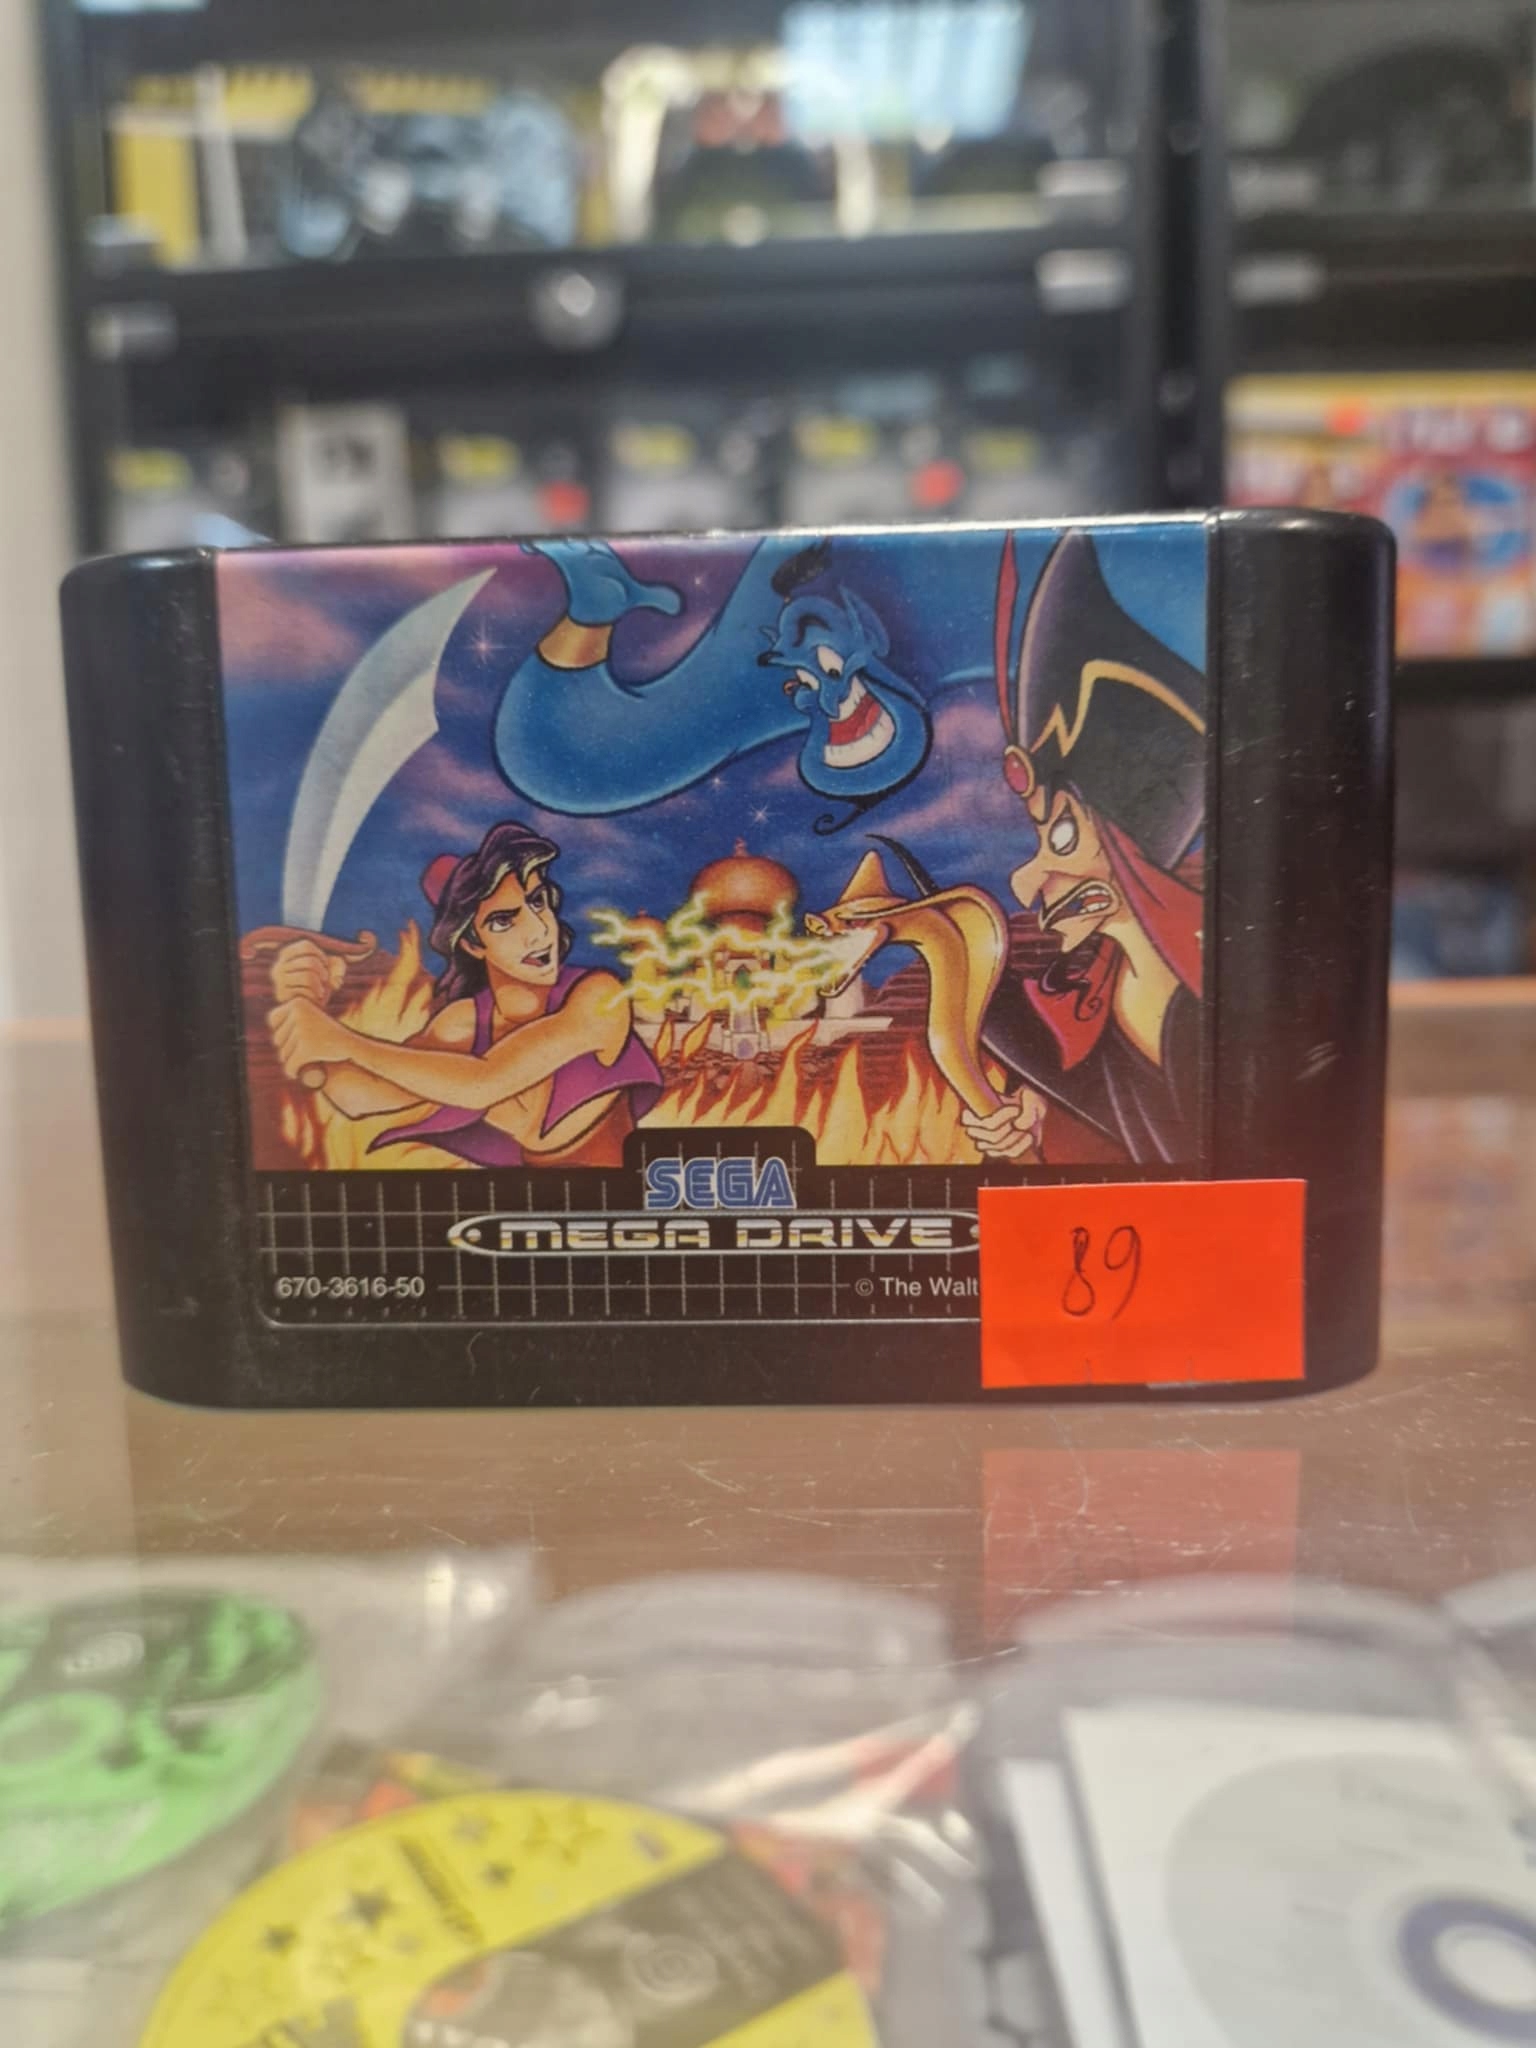 SEGA
MEGA DRIVE
670-3616-50
© The Walt
89